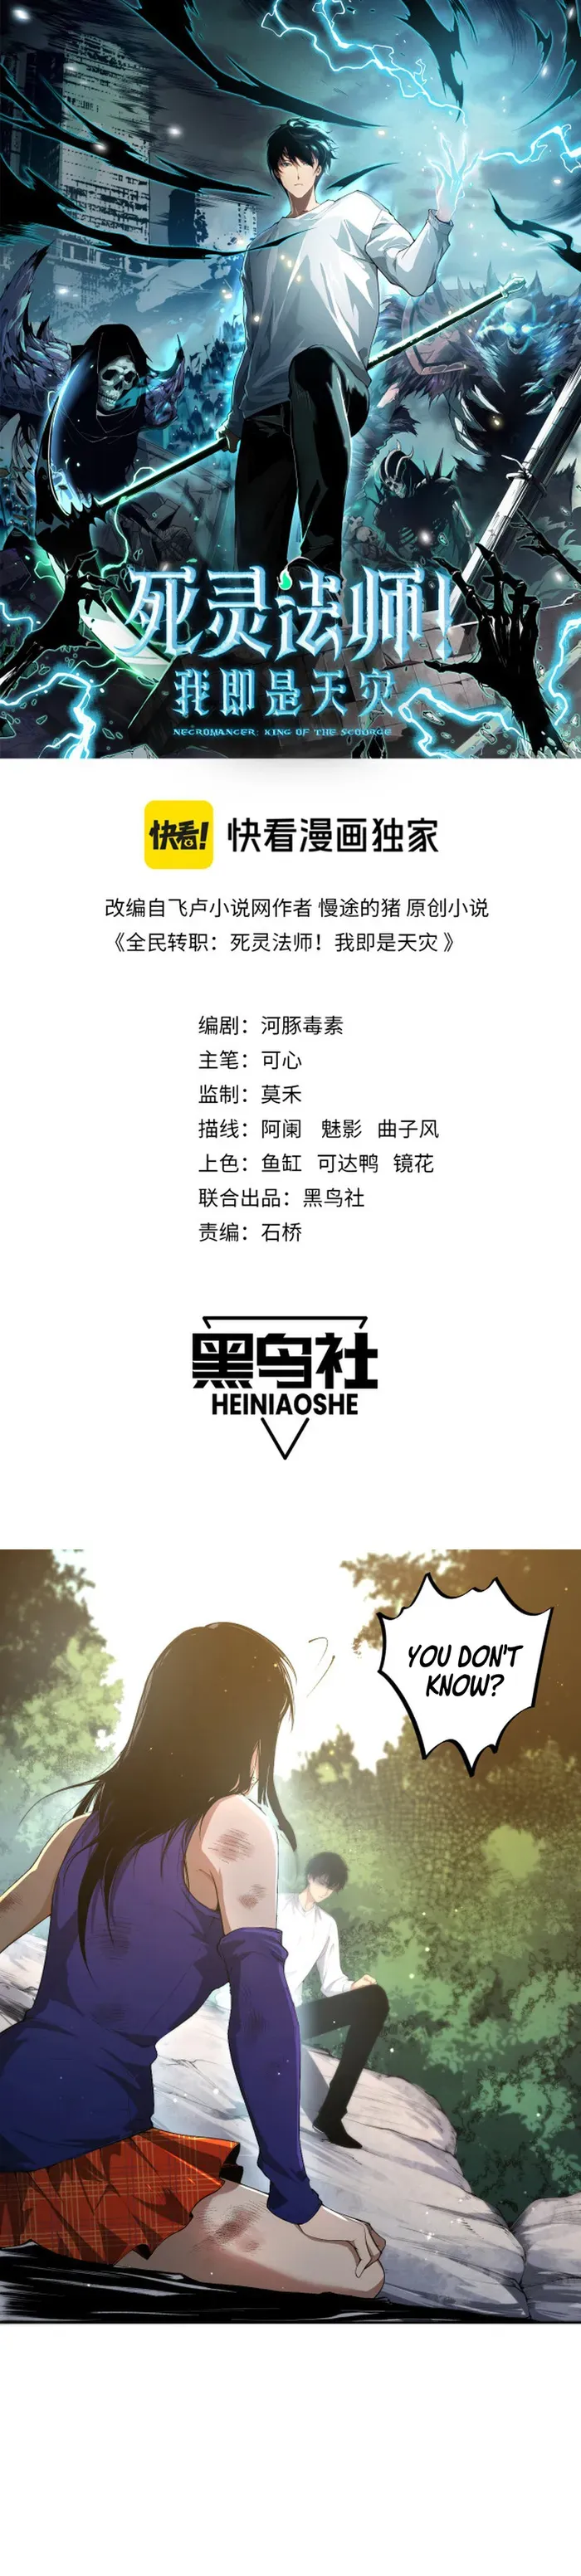 死灵法师!
我即是天灾
NECROMANCER: KING OF THE SCOURGE
快看!
快看漫画独家
改编自飞卢小说网作者 慢途的猪 原创小说
《全民转职：死灵法师！我即是天灾 》
编剧：河豚毒素
主笔：可心
监制：莫禾
描线：阿阑 魅影 曲子风
上色：鱼缸 可达鸭 镜花
联合出品：黑鸟社
责编：石桥
黑鸟社
HEINIAOSHE
YOU DON'T
KNOW?